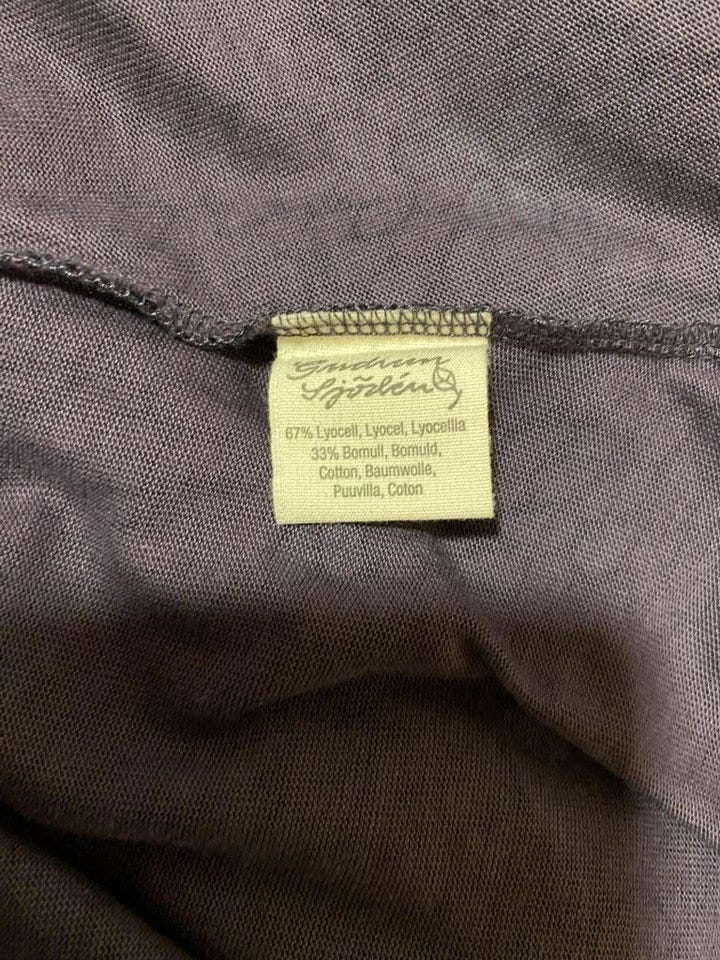 Gudrun
Sjödén
67% Lyocell, Lyocel, Lyocellia
33% Bomull, Bomuld,
Cotton, Baumwolle,
Puuvilla, Coton